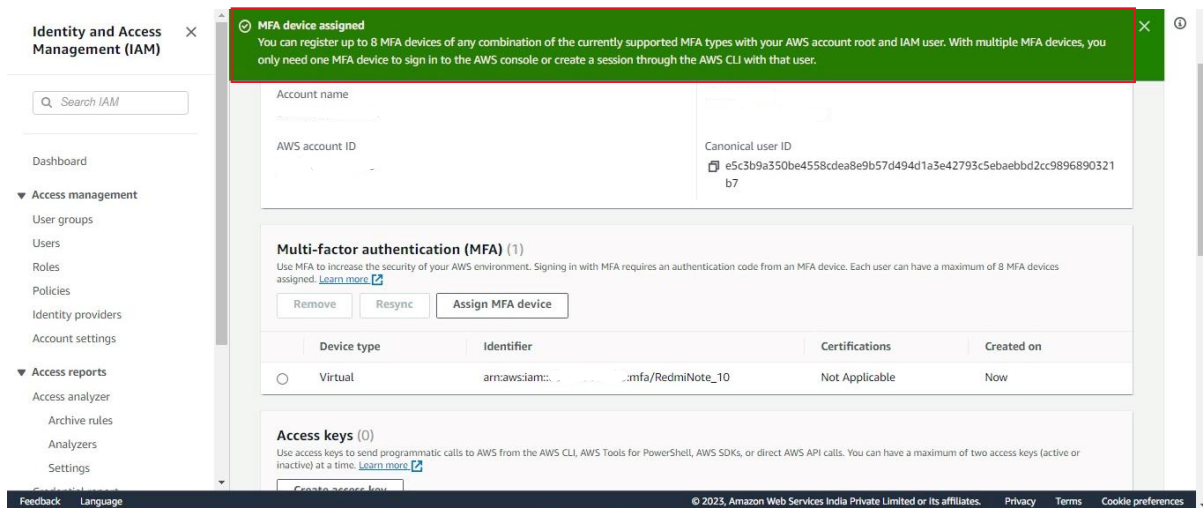 Identity and Access
Management (IAM)
Search IAM
Dashboard
Access management
User groups
Users
Roles
Policies
Identity providers
Account settings
Access reports
Access analyzer
Archive rules
Analyzers
Settings
Credential report
MFA device assigned
You can register up to 8 MFA devices of any combination of the currently supported MFA types with your AWS account root and IAM user. With multiple MFA devices, you
only need one MFA device to sign in to the AWS console or create a session through the AWS CLI with that user.
Account name
AWS account ID
Canonical user ID
e5c3b9a350be4558cdea8e9b57d494d1a3e42793c5ebaebbd2cc9896890321
b7
Multi-factor authentication (MFA) (1)
Use MFA to increase the security of your AWS environment. Signing in with MFA requires an authentication code from an MFA device. Each user can have a maximum of 8 MFA devices
assigned. Learn more
Remove Resync Assign MFA device
Device type Identifier Certifications Created on
Virtual arn:aws:iam:: :mfa/RedmiNote_10 Not Applicable Now
Access keys (0)
Use access keys to send programmatic calls to AWS from the AWS CLI, AWS Tools for PowerShell, AWS SDKs, or direct AWS API calls. You can have a maximum of two access keys (active or
inactive) at a time. Learn more
Create access key
Feedback Language © 2023, Amazon Web Services India Private Limited or its affiliates. Privacy Terms Cookie preferences